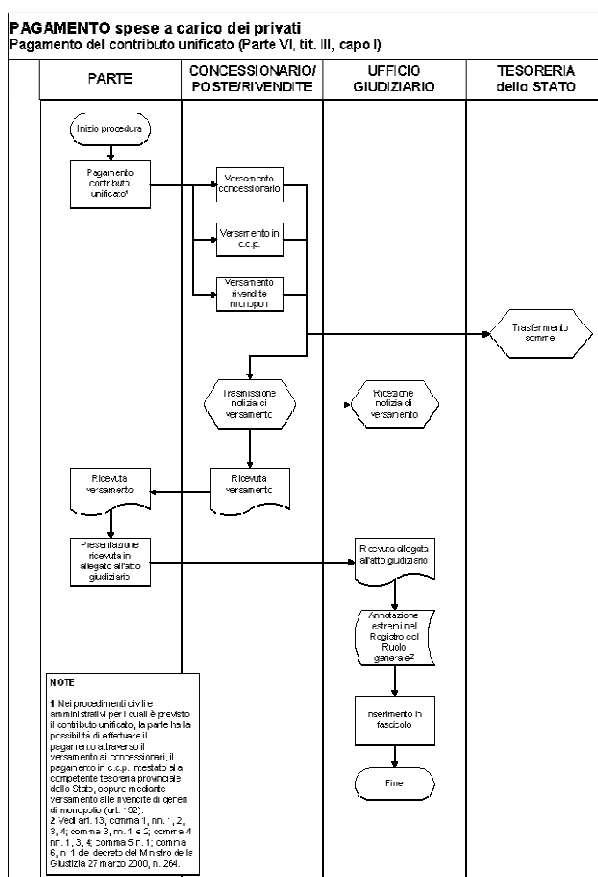 PAGAMENTO spese a carico dei privati
Pagamento del contributo unificato (Parte VI, tit. III, capo I)
PARTE
CONCESSIONARIO/
POSTE/RIVENDITE
UFFICIO
GIUDIZIARIO
TESORERIA
dello STATO
Inizio procedura
Pagamento
contributo
unificato¹
Versamento
concessionario
Versamento in
c.c.p.
Versamento
rivendite
monopoli
Trasferimento
somme
Trasmissione
notizia di
versamento
Ricezione
notizia di
versamento
Ricevuta
versamento
Ricevuta
versamento
Presentazione
ricevuta in
allegato all'atto
giudiziario
Ricevuta allegata
all'atto giudiziario
Annotazione
estremi nel
Registro del
Ruolo
generale²
Inserimento in
fascicolo
Fine
NOTE
1 Nei procedimenti civili e
amministrativi per i quali è previsto
il contributo unificato, la parte ha la
possibilità di effettuare il
pagamento attraverso il
versamento ai concessionari, il
pagamento in c.c.p. intestato alla
competente tesoreria provinciale
dello Stato, oppure mediante
versamento alle rivendite di generi
di monopolio (art. 192).
2 Vedi art. 13, comma 1, nn. 1, 2,
3, 4; comma 3, nn. 1 e 2; comma 4
nn. 1, 3, 4; comma 5 n. 1; comma
6, n. 1 del decreto del Ministro della
Giustizia 27 marzo 2000, n. 264.